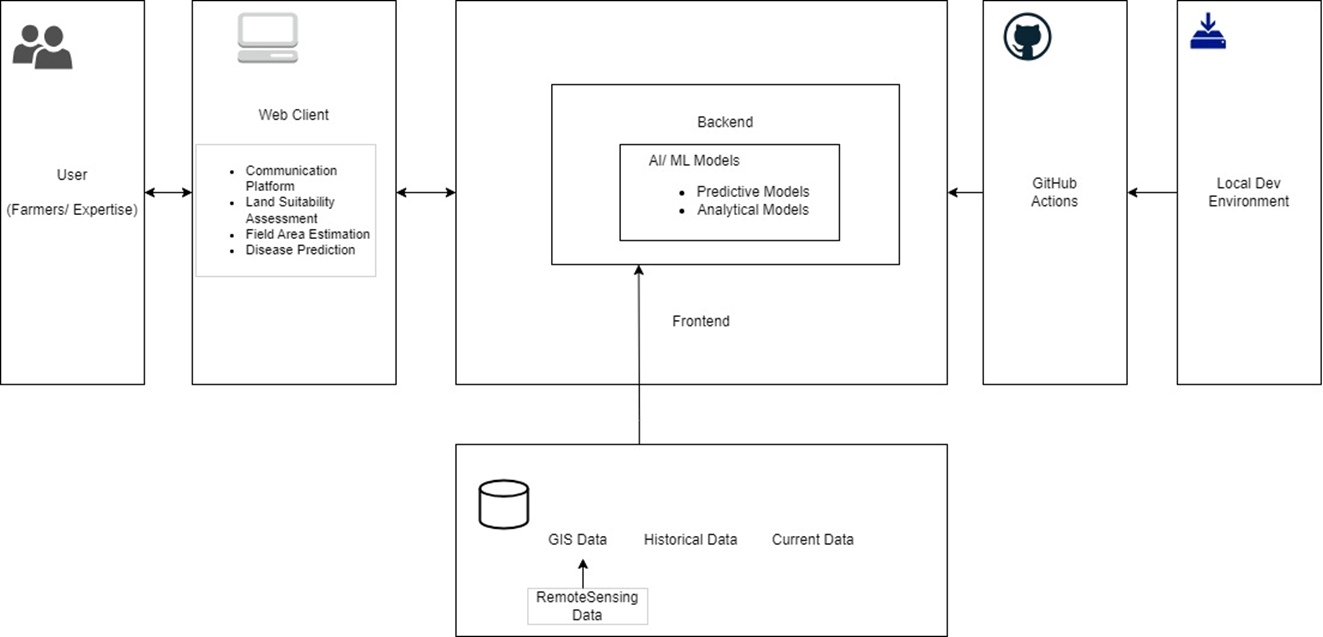 User
(Farmers/ Expertise)
Web Client
Communication
Platform
Land Suitability
Assessment
Field Area Estimation
Disease Prediction
Backend
AI/ ML Models
Predictive Models
Analytical Models
Frontend
GitHub
Actions
Local Dev
Environment
GIS Data
Historical Data
Current Data
RemoteSensing
Data